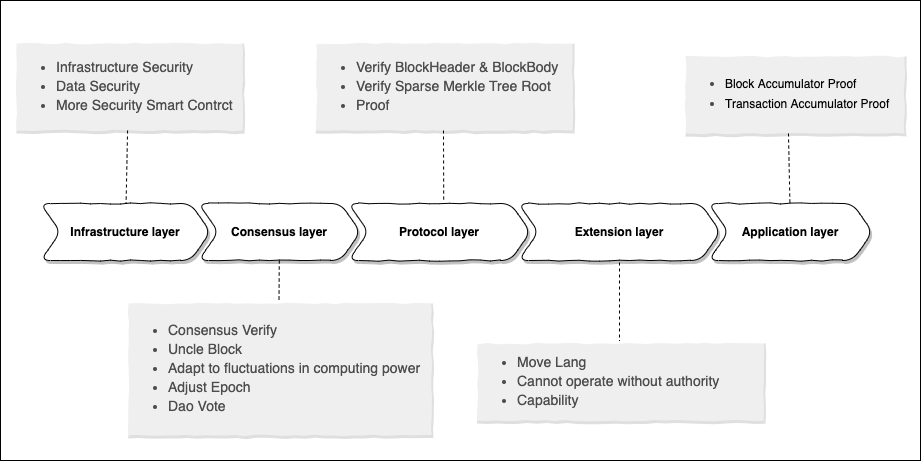 • Infrastructure Security
• Data Security
• More Security Smart Contrct
• Verify BlockHeader & BlockBody
• Verify Sparse Merkle Tree Root
• Proof
• Block Accumulator Proof
• Transaction Accumulator Proof
Infrastructure layer
Consensus layer
Protocol layer
Extension layer
Application layer
• Consensus Verify
• Uncle Block
• Adapt to fluctuations in computing power
• Adjust Epoch
• Dao Vote
• Move Lang
• Cannot operate without authority
• Capability